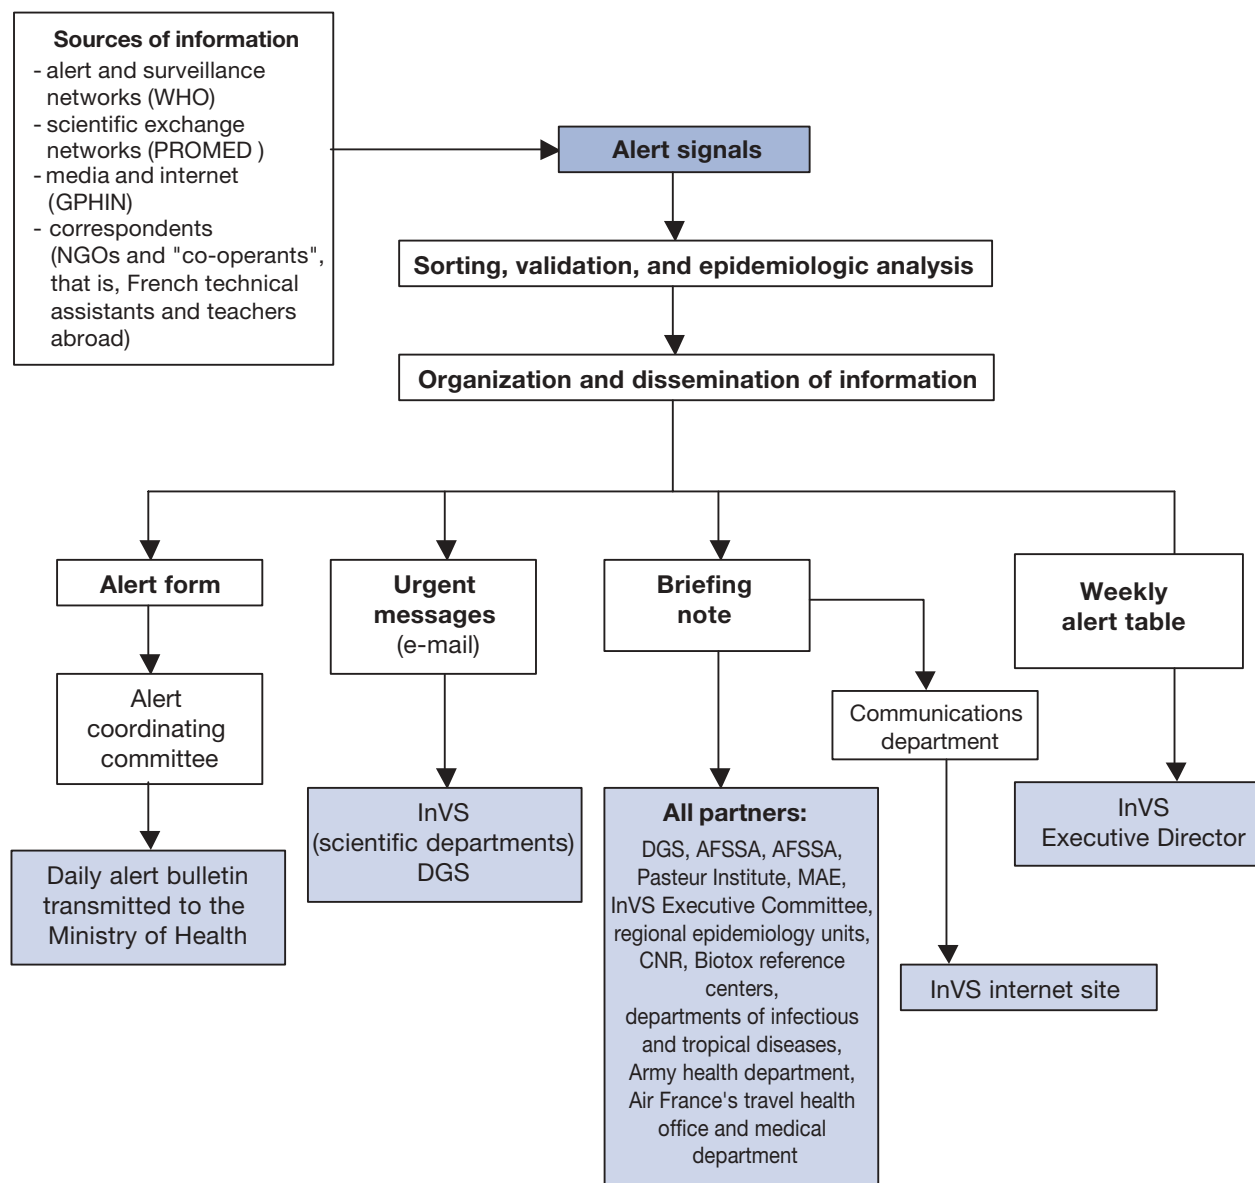 Sources of information
- alert and surveillance
networks (WHO)
- scientific exchange
networks (PROMED )
- media and internet
(GPHIN)
- correspondents
(NGOs and "co-operants",
that is, French technical
assistants and teachers
abroad)
Alert signals
Sorting, validation, and epidemiologic analysis
Organization and dissemination of information
Alert form
Alert
coordinating
committee
Daily alert bulletin
transmitted to the
Ministry of Health
Urgent
messages
(e-mail)
InVS
(scientific departments)
DGS
Briefing
note
All partners:
DGS, AFSSA, AFSSA,
Pasteur Institute, MAE,
InVS Executive Committee,
regional epidemiology units,
CNR, Biotox reference
centers,
departments of infectious
and tropical diseases,
Army health department,
Air France's travel health
office and medical
department
Communications
department
InVS internet site
Weekly
alert table
InVS
Executive Director